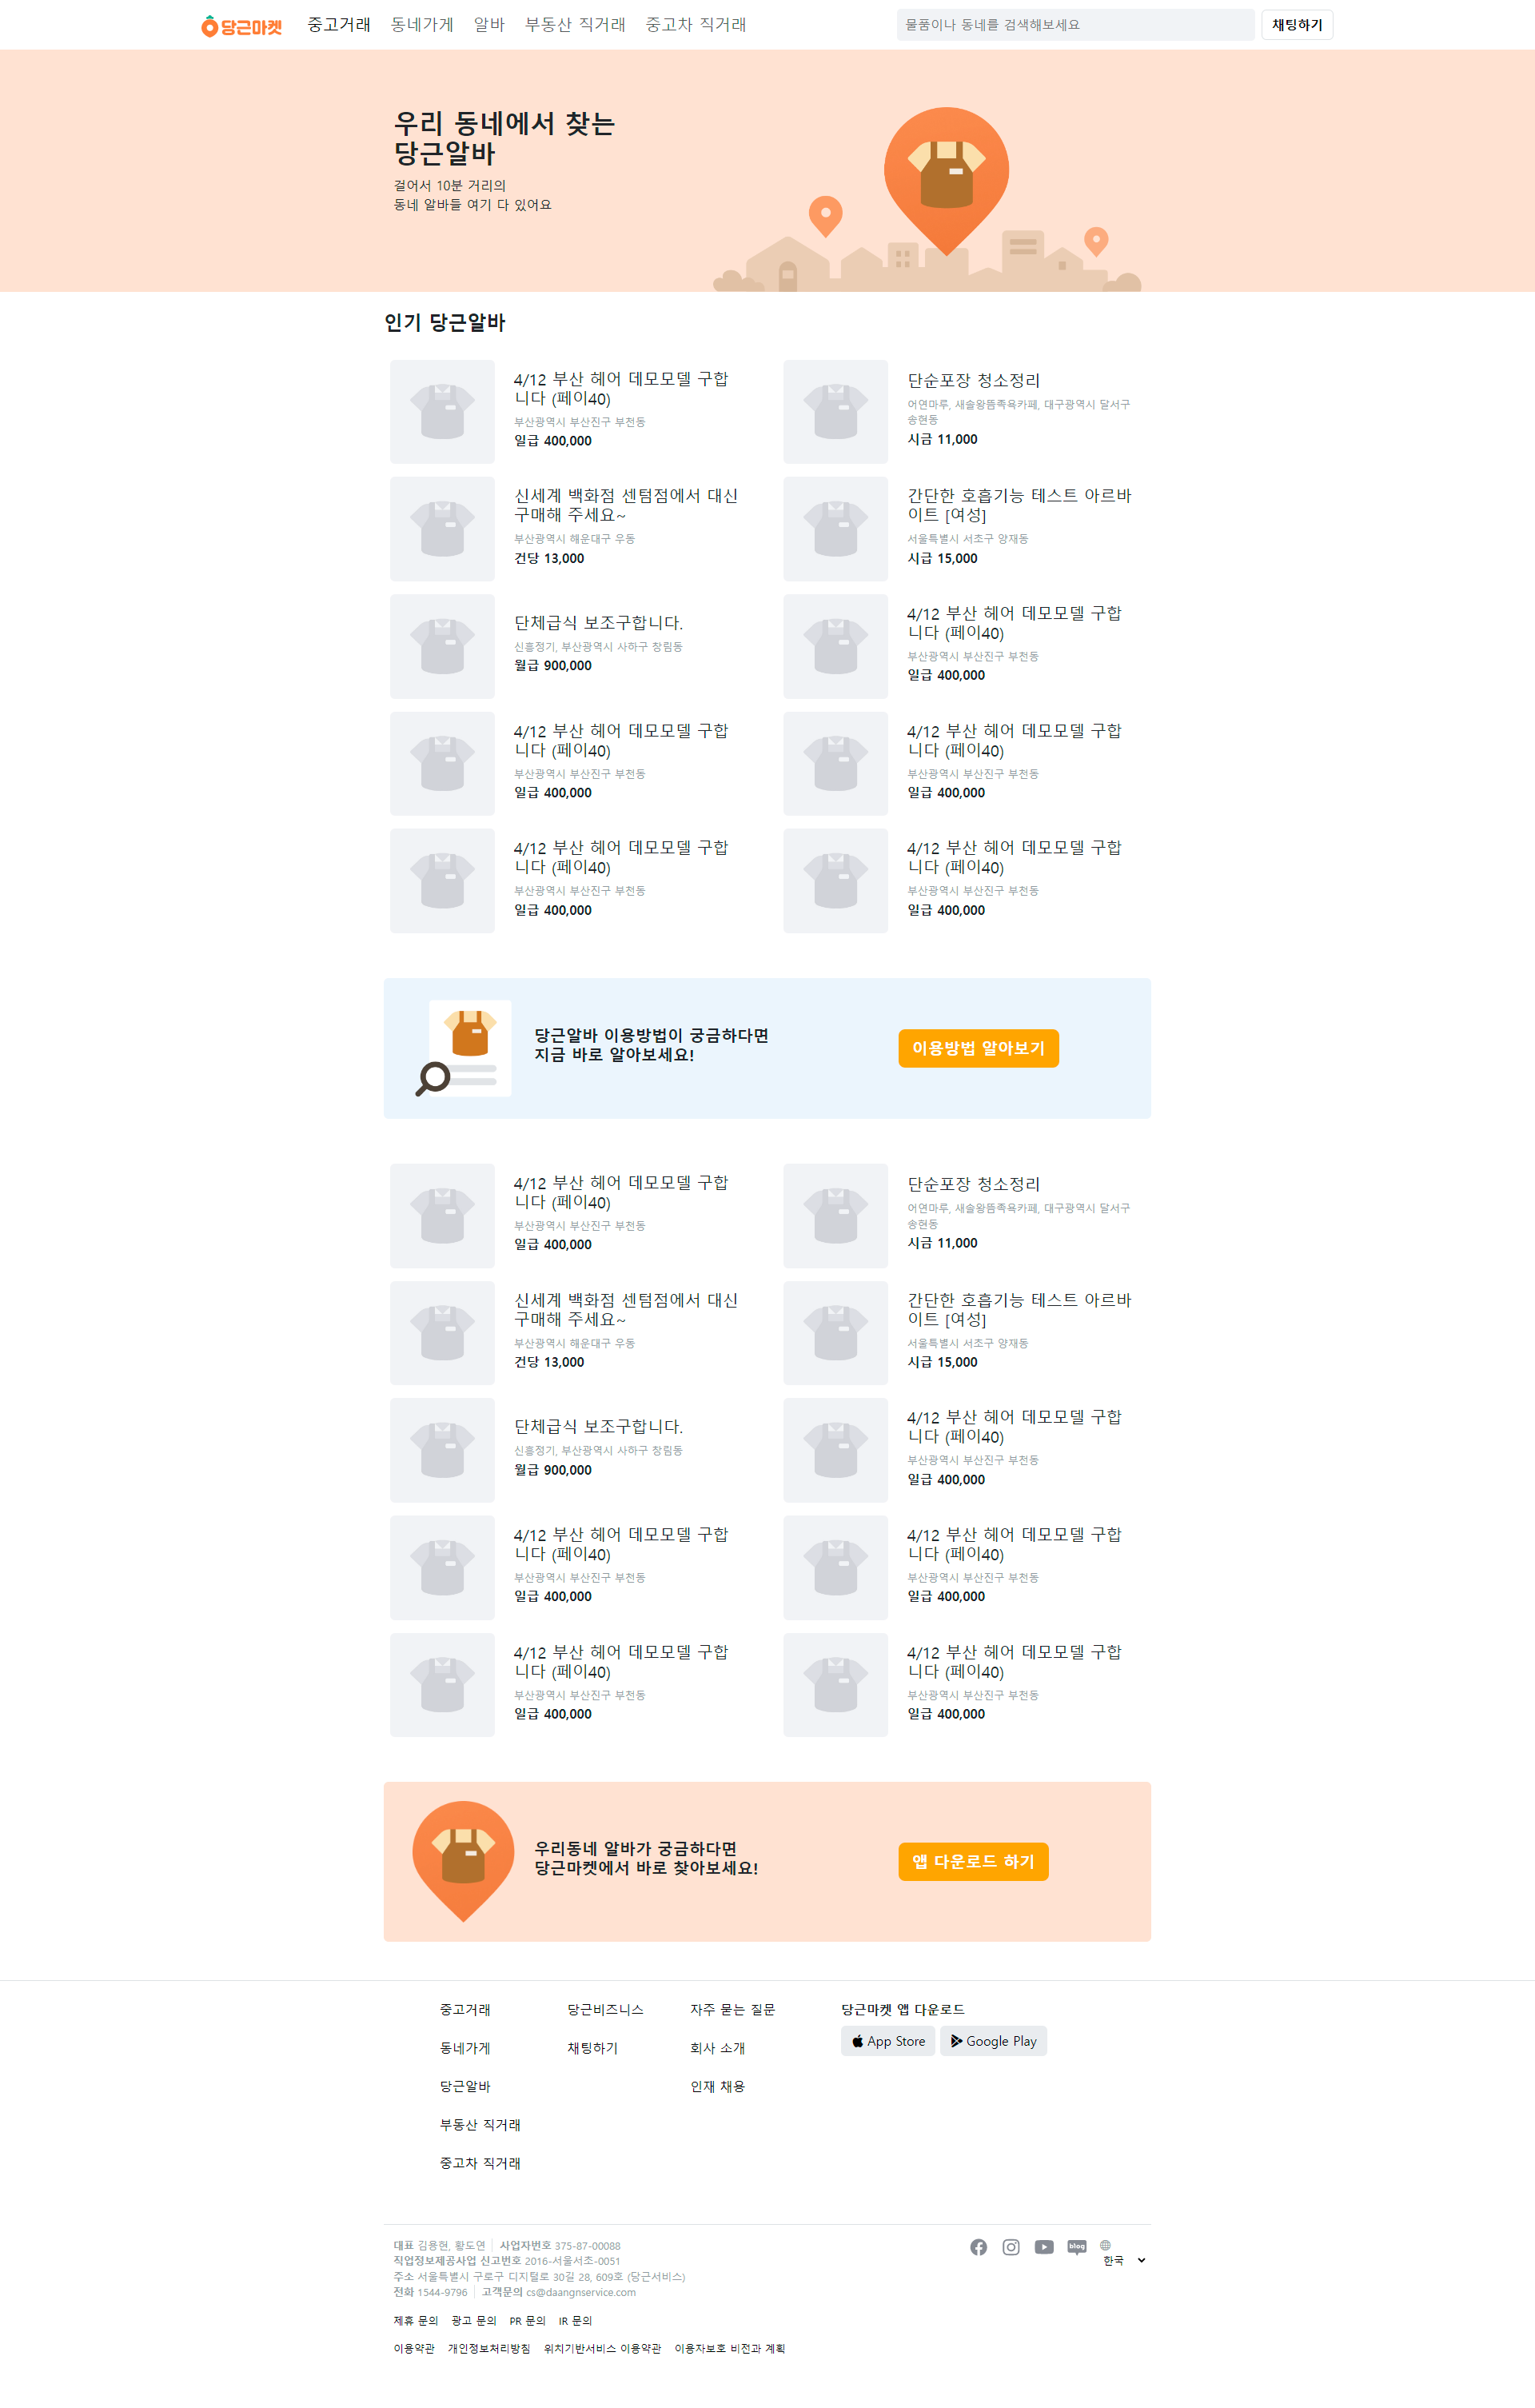 당근마켓 중고거래 동네가게 알바 부동산 직거래 중고차 직거래 물품이나 동네를 검색해보세요 채팅하기
우리 동네에서 찾는
당근알바
걸어서 10분 거리의
동네 알바들 여기 다 있어요
인기 당근알바
4/12 부산 헤어 데모모델 구합
니다 (페이40)
부산광역시 부산진구 부전동
일급 400,000
단순포장 청소정리
어연마루, 새솔왕뜸족욕카페, 대구광역시 달서구
송현동
시금 11,000
신세계 백화점 센텀점에서 대신
구매해 주세요~
부산광역시 해운대구 우동
건당 13,000
간단한 호흡기능 테스트 아르바
이트 [여성]
서울특별시 서초구 양재동
시급 15,000
단체급식 보조구합니다.
신흥정기, 부산광역시 사하구 장림동
월급 900,000
4/12 부산 헤어 데모모델 구합
니다 (페이40)
부산광역시 부산진구 부전동
일급 400,000
4/12 부산 헤어 데모모델 구합
니다 (페이40)
부산광역시 부산진구 부전동
일급 400,000
4/12 부산 헤어 데모모델 구합
니다 (페이40)
부산광역시 부산진구 부전동
일급 400,000
4/12 부산 헤어 데모모델 구합
니다 (페이40)
부산광역시 부산진구 부전동
일급 400,000
4/12 부산 헤어 데모모델 구합
니다 (페이40)
부산광역시 부산진구 부전동
일급 400,000
당근알바 이용방법이 궁금하다면
지금 바로 알아보세요!
이용방법 알아보기
4/12 부산 헤어 데모모델 구합
니다 (페이40)
부산광역시 부산진구 부전동
일급 400,000
단순포장 청소정리
어연마루, 새솔왕뜸족욕카페, 대구광역시 달서구
송현동
시금 11,000
신세계 백화점 센텀점에서 대신
구매해 주세요~
부산광역시 해운대구 우동
건당 13,000
간단한 호흡기능 테스트 아르바
이트 [여성]
서울특별시 서초구 양재동
시급 15,000
단체급식 보조구합니다.
신흥정기, 부산광역시 사하구 장림동
월급 900,000
4/12 부산 헤어 데모모델 구합
니다 (페이40)
부산광역시 부산진구 부전동
일급 400,000
4/12 부산 헤어 데모모델 구합
니다 (페이40)
부산광역시 부산진구 부전동
일급 400,000
4/12 부산 헤어 데모모델 구합
니다 (페이40)
부산광역시 부산진구 부전동
일급 400,000
4/12 부산 헤어 데모모델 구합
니다 (페이40)
부산광역시 부산진구 부전동
일급 400,000
4/12 부산 헤어 데모모델 구합
니다 (페이40)
부산광역시 부산진구 부전동
일급 400,000
우리동네 알바가 궁금하다면
당근마켓에서 바로 찾아보세요!
앱 다운로드 하기
중고거래
동네가게
당근알바
부동산 직거래
중고차 직거래
당근비즈니스
채팅하기
자주 묻는 질문
회사 소개
인재 채용
당근마켓 앱 다운로드
App Store Google Play
대표 김용현, 황도연 사업자번호 375-87-00088
직업정보제공사업 신고번호 2016-서울서초-0051
주소 서울특별시 구로구 디지털로 30길 28, 609호 (당근서비스)
전화 1544-9796 고객문의 cs@daangnservice.com
blog
한국
제휴 문의 광고 문의 PR 문의 IR 문의
이용약관 개인정보처리방침 위치기반서비스 이용약관 이용자보호 비전과 계획